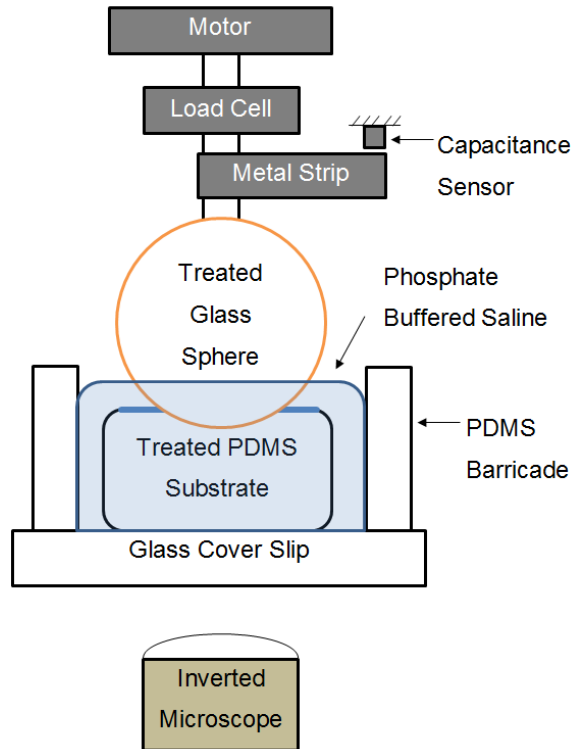 Motor
Load Cell
Metal Strip
Capacitance
Sensor
Treated
Glass
Sphere
Phosphate
Buffered Saline
Treated PDMS
Substrate
PDMS
Barricade
Glass Cover Slip
Inverted
Microscope